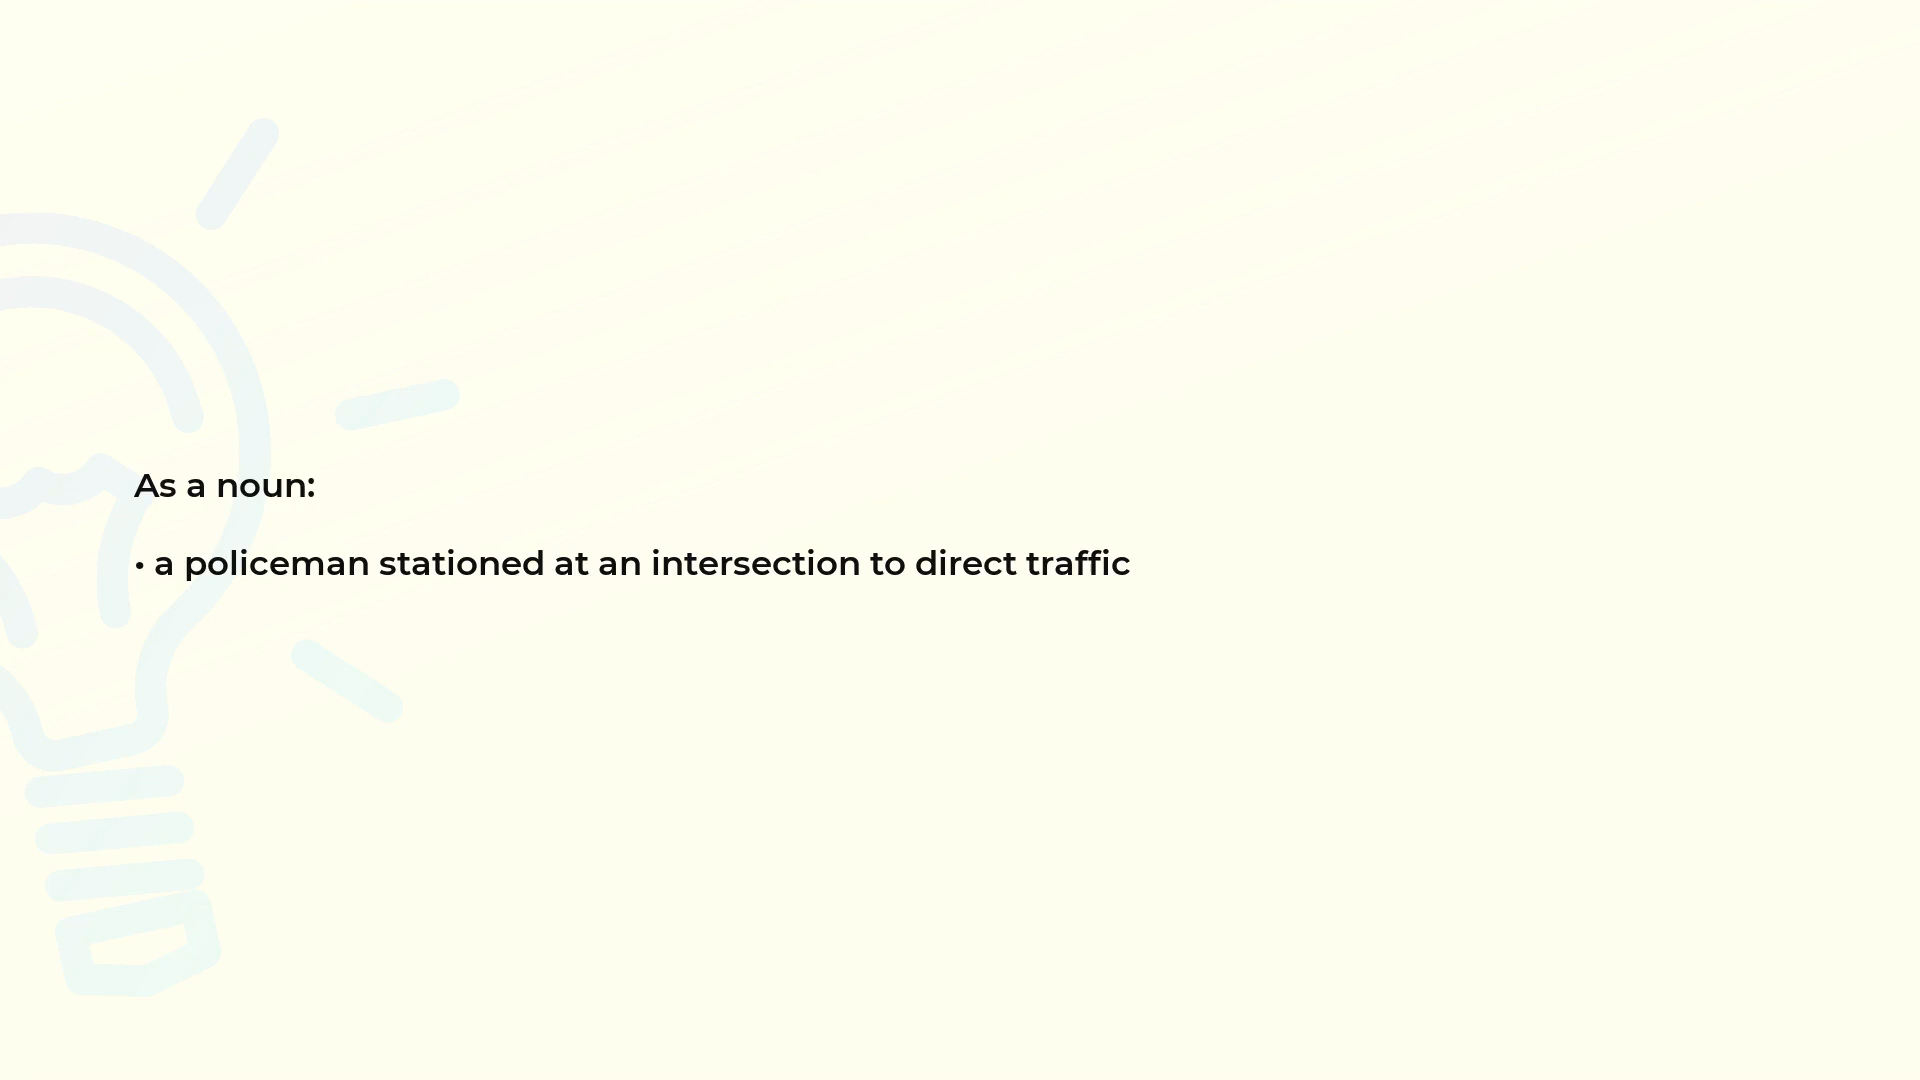 As a noun:
• a policeman stationed at an intersection to direct traffic